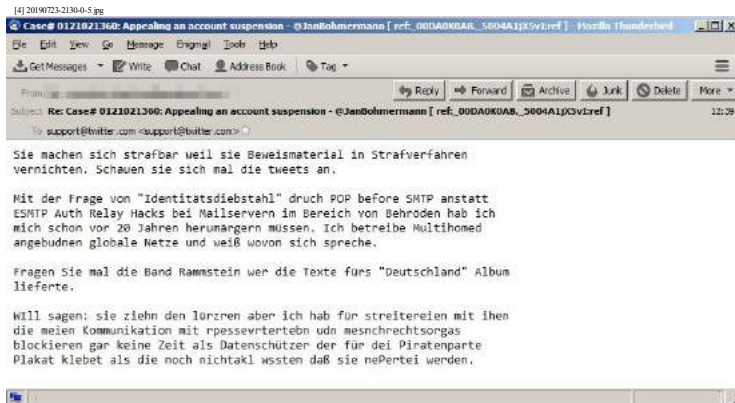 [4] 20190723-2130-0-5.jpg
Case# 0121021360: Appealing an account suspension - @JanBohmermann [ ref:_00DA0K0A8._5004A1jX5v1:ref ] - Mozilla Thunderbird
File Edit View Go Message Enigmail Tools Help
Get Messages Write Chat Address Book Tag
From Reply Forward Archive Junk Delete More
Subject Re: Case# 0121021360: Appealing an account suspension - @JanBohmermann [ ref:_00DA0K0A8._5004A1jX5v1:ref ] 12:39
To support@twitter.com <support@twitter.com>
Sie machen sich strafbar weil sie Beweismaterial in Strafverfahren
vernichten. Schauen sie sich mal die tweets an.
Mit der Frage von "Identitätsdiebstahl" druch POP before SMTP anstatt
ESMTP Auth Relay Hacks bei Mailservern im Bereich von Behröden hab ich
mich schon vor 20 Jahren herumärgern müssen. Ich betreibe Multihomed
angebudnen globale Netze und weiß wovon sich spreche.
Fragen Sie mal die Band Rammstein wer die Texte fürs "Deutschland" Album
lieferte.
WIll sagen: sie ziehn den lürzren aber ich hab für streitereien mit ihen
die meien Kommunikation mit rpessevrtertebn udn mesnchrechtsorgas
blockieren gar keine Zeit als Datenschützer der für dei Piratenparte
Plakat klebet als die noch nichtakl wssten daß sie nePertei werden.